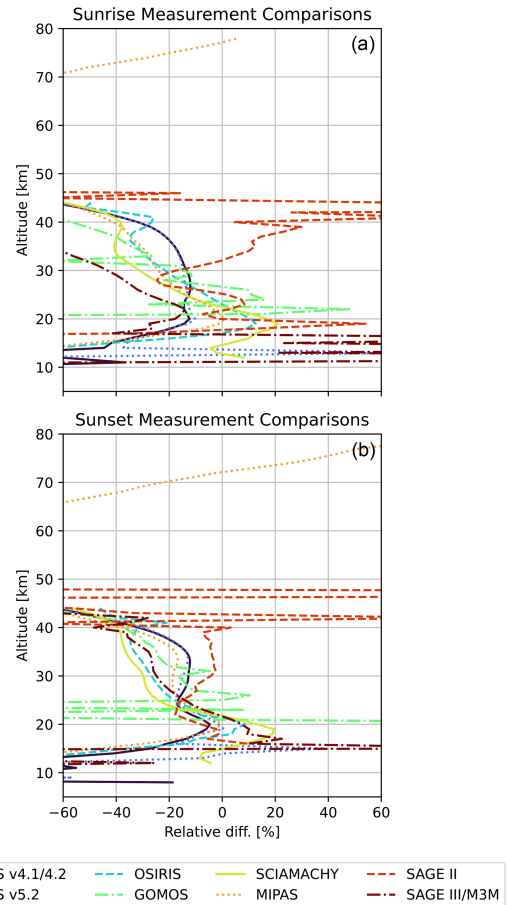 Sunrise Measurement Comparisons
(a)
80
70
60
50
40
30
20
10
Altitude [km]
Sunset Measurement Comparisons
(b)
80
70
60
50
40
30
20
10
Altitude [km]
−60 −40 −20 0 20 40 60
Relative diff. [%]
S v4.1/4.2 OSIRIS SCIAMACHY SAGE II
S v5.2 GOMOS MIPAS SAGE III/M3M